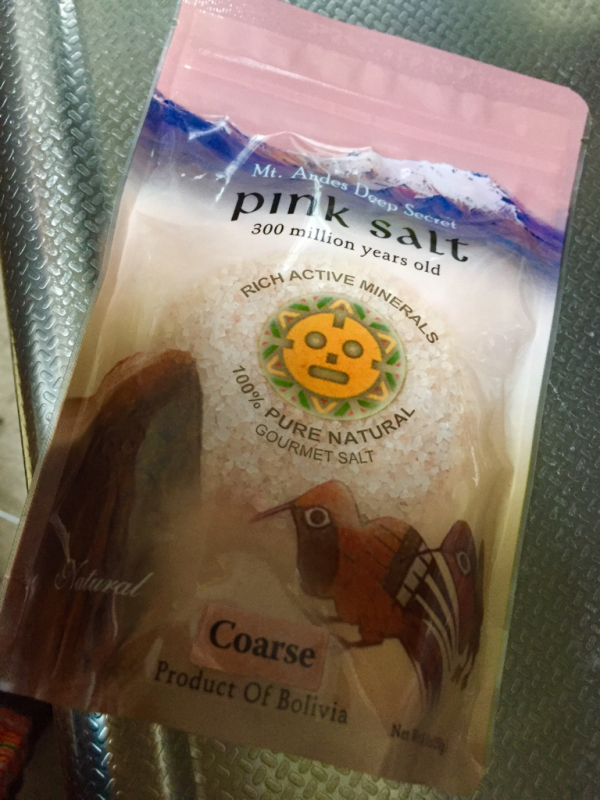 Mt. Andes Deep Secret
pink salt
300 million years old
RICH ACTIVE MINERALS
100% PURE NATURAL
GOURMET SALT
Natural
Coarse
Product Of Bolivia
Net